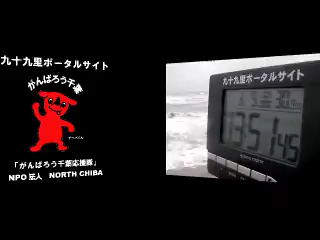 九十九里ポータルサイト
がんばろう千葉
「がんばろう千葉応援隊」
NPO 法人 NORTH CHIBA
九十九里ポータルサイト
13:51 45